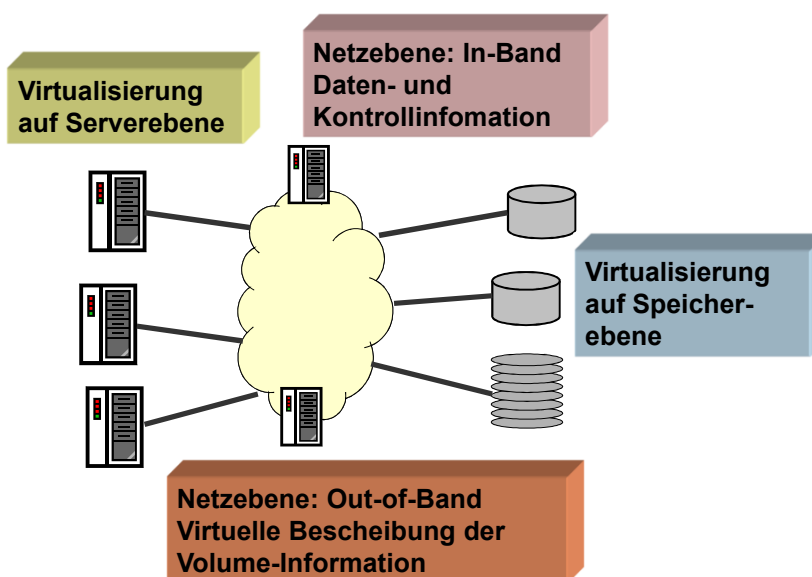 Netzebene: In-Band
Daten- und
Kontrollinfomation
Virtualisierung
auf Serverebene
Virtualisierung
auf Speicher-
ebene
Netzebene: Out-of-Band
Virtuelle Bescheibung der
Volume-Information